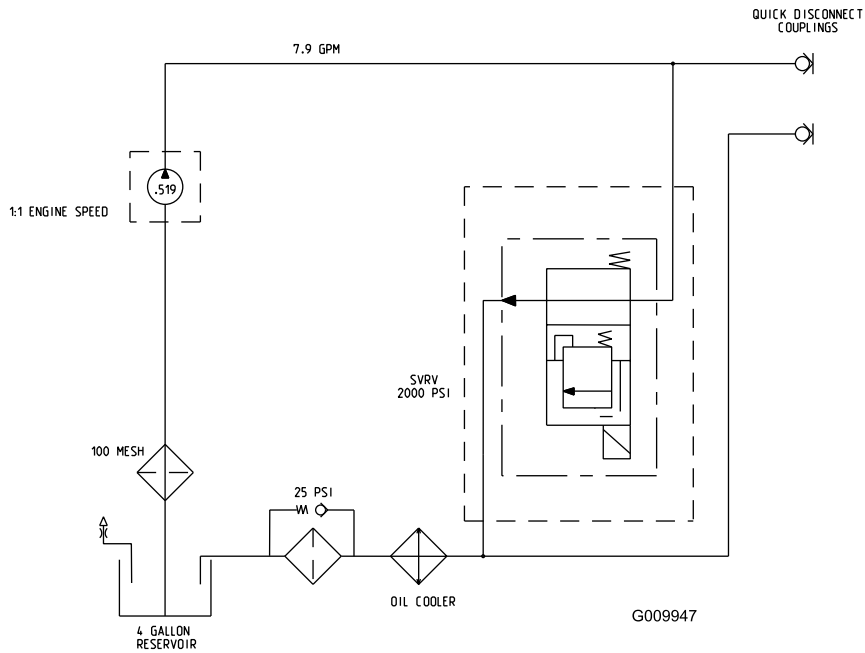 QUICK DISCONNECT
COUPLINGS
7.9 GPM
.519
1:1 ENGINE SPEED
SVRV
2000 PSI
100 MESH
25 PSI
OIL COOLER
G009947
4 GALLON
RESERVOIR